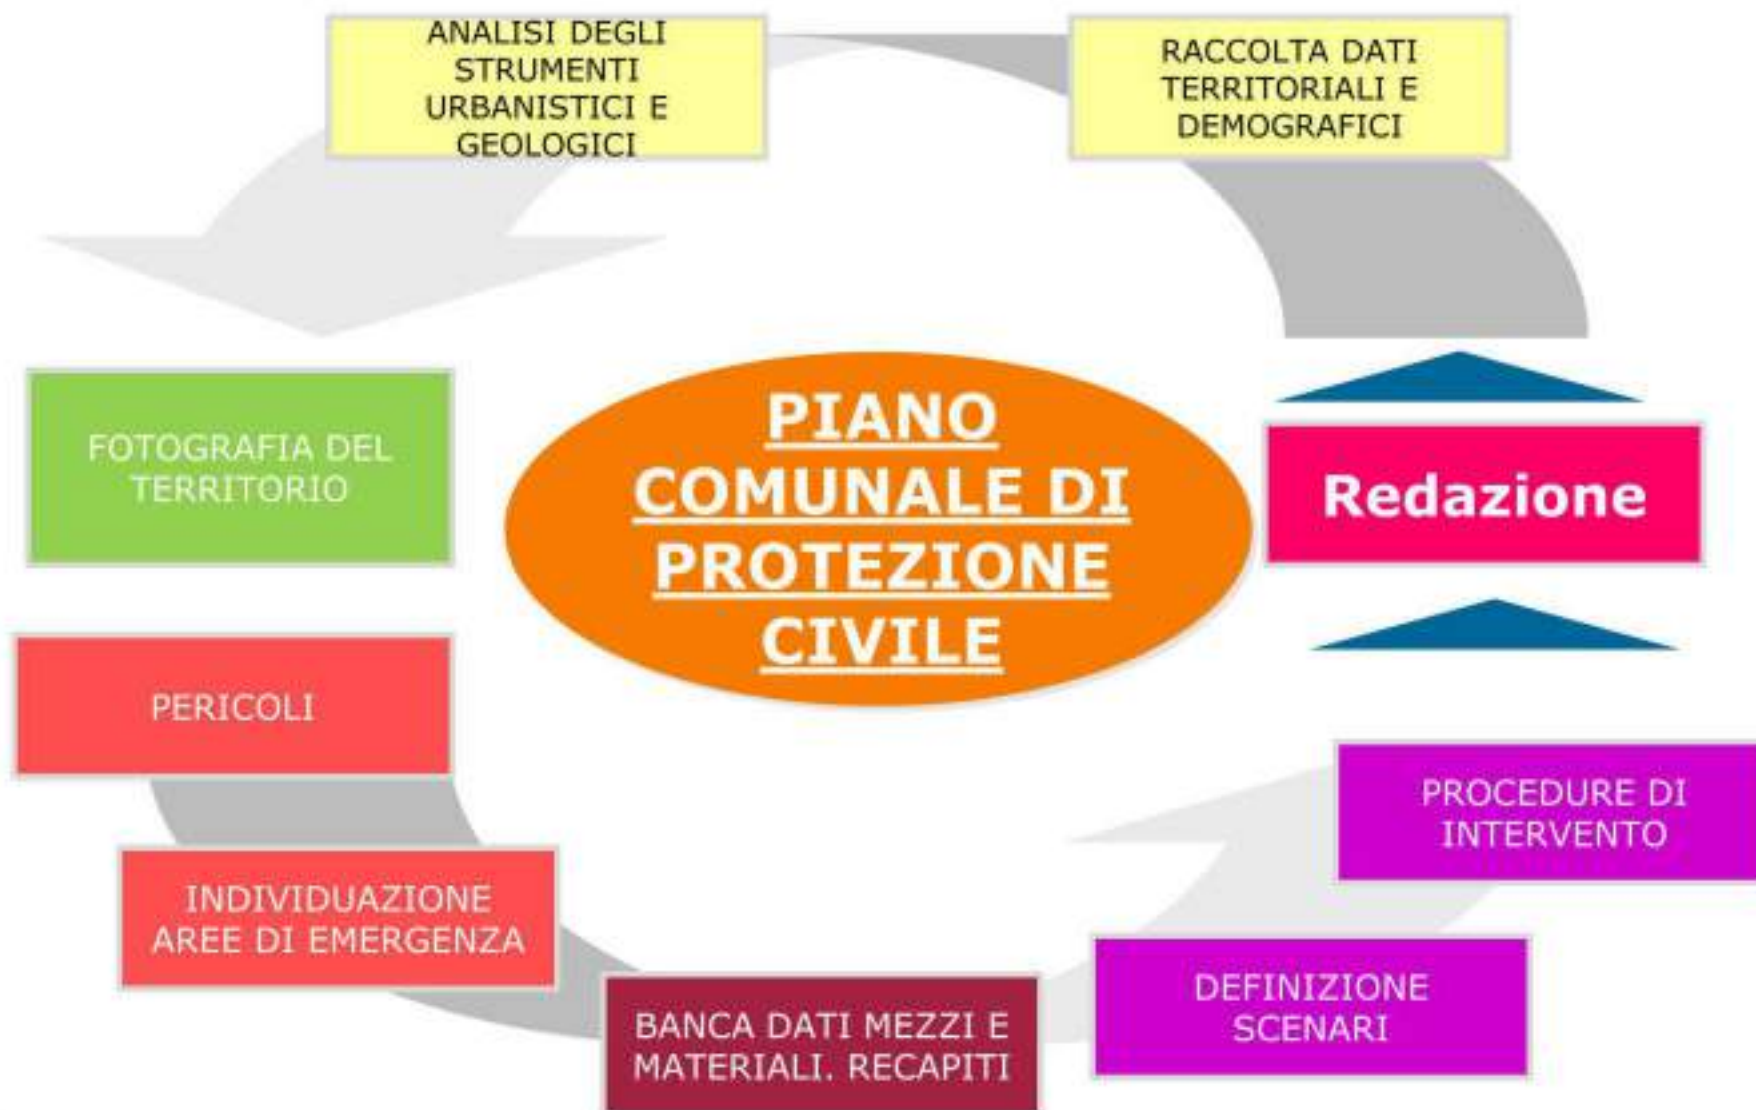 ANALISI DEGLI
STRUMENTI
URBANISTICI E
GEOLOGICI
RACCOLTA DATI
TERRITORIALI E
DEMOGRAFICI
FOTOGRAFIA DEL
TERRITORIO
PIANO
COMUNALE DI
PROTEZIONE
CIVILE
Redazione
PERICOLI
PROCEDURE DI
INTERVENTO
INDIVIDUAZIONE
AREE DI EMERGENZA
DEFINIZIONE
SCENARI
BANCA DATI MEZZI E
MATERIALI. RECAPITI